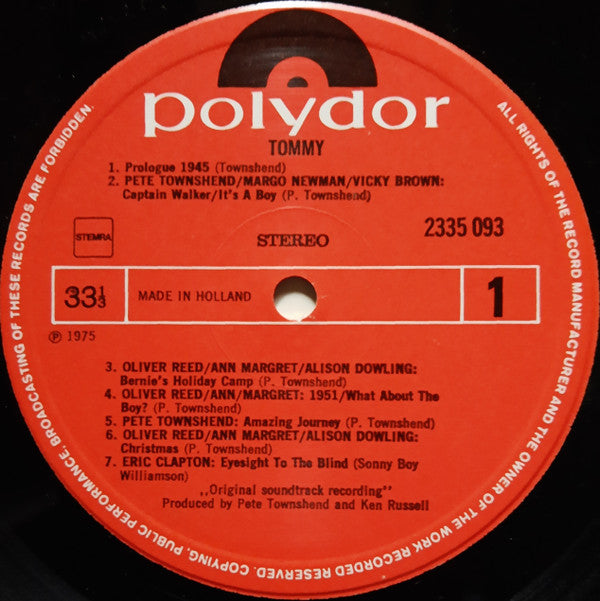 polydor
TOMMY
1. Prologue 1945 (Townshend)
2. PETE TOWNSHEND/MARGO NEWMAN/VICKY BROWN:
Captain Walker/It's A Boy (P. Townshend)
STEMRA
STEREO
2335 093
33 1/3
MADE IN HOLLAND
1
℗ 1975
3. OLIVER REED/ANN MARGRET/ALISON DOWLING:
Bernie's Holiday Camp (P. Townshend)
4. OLIVER REED/ANN/MARGRET: 1951/What About The
Boy? (P. Townshend)
5. PETE TOWNSHEND: Amazing Journey (P. Townshend)
6. OLIVER REED/ANN MARGRET/ALISON DOWLING:
Christmas (P. Townshend)
7. ERIC CLAPTON: Eyesight To The Blind (Sonny Boy
Williamson)
,,Original soundtrack recording"
Produced by Pete Townshend and Ken Russell
ALL RIGHTS OF THE RECORD MANUFACTURER AND THE OWNER OF THE WORK RECORDED RESERVED. COPYING, PUBLIC PERFORMANCE, BROADCASTING OF THESE RECORDS ARE FORBIDDEN.